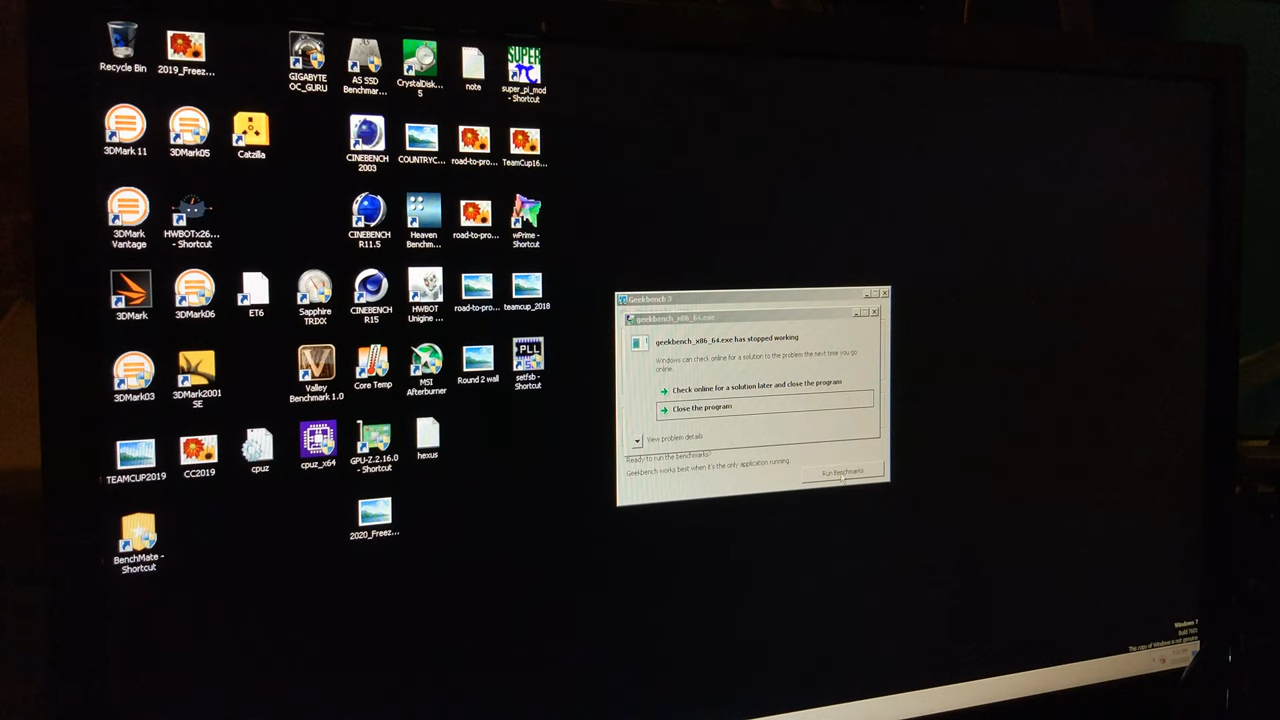 Recycle Bin
2019_Freez...
GIGABYTE
OC_GURU
AS SSD
Benchmar...
CrystalDisk...
5
note
SUPER
super_pi_mod
- Shortcut
3DMark 11
3DMark05
Catzilla
CINEBENCH
2003
COUNTRYC...
road-to-pro...
TeamCup16...
3DMark
Vantage
HWBOTx26...
- Shortcut
CINEBENCH
R11.5
Heaven
Benchm...
road-to-pro...
wPrime -
Shortcut
3DMark
3DMark06
ET6
Sapphire
TRIXX
CINEBENCH
R15
HWBOT
Unigine ...
road-to-pro...
teamcup_2018
3DMark03
3DMark2001
SE
Valley
Benchmark 1.0
Core Temp
MSI
Afterburner
Round 2 wall
PLL
setfsb -
Shortcut
TEAMCUP2019
CC2019
cpuz
cpuz_x64
GPU-Z.2.16.0
- Shortcut
hexus
BenchMate -
Shortcut
2020_Freez...
Geekbench 3
geekbench_x86_64.exe
geekbench_x86_64.exe has stopped working
Windows can check online for a solution to the problem the next time you go
online.
Check online for a solution later and close the program
Close the program
View problem details
Ready to run the benchmarks?
Geekbench works best when it's the only application running.
Run Benchmarks
Windows 7
Build 7601
This copy of Windows is not genuine